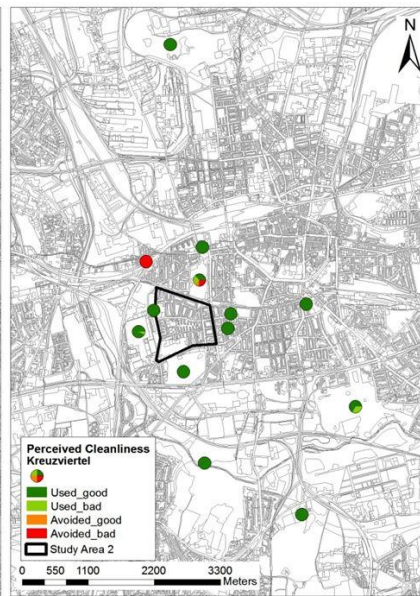 N
Perceived Cleanliness
Kreuzviertel
Used_good
Used_bad
Avoided_good
Avoided_bad
Study Area 2
0 550 1100 2200 3300
Meters